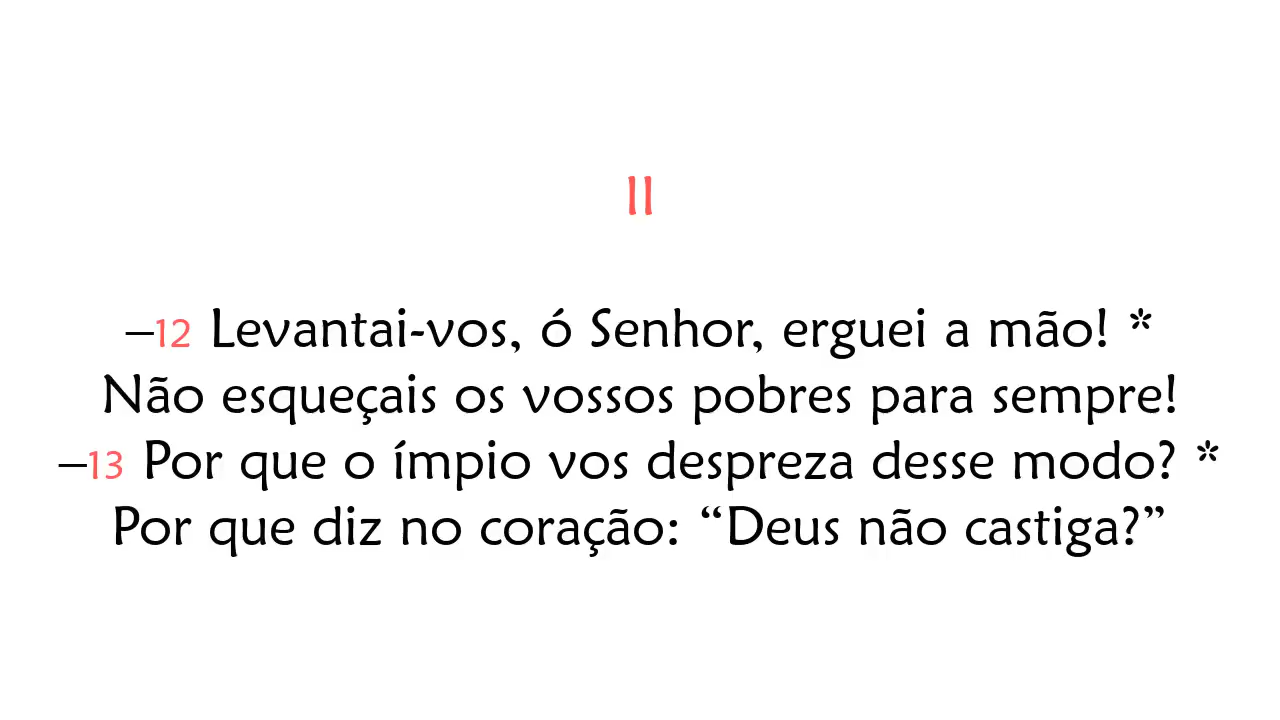 II
–12 Levantai-vos, ó Senhor, erguei a mão! *
Não esqueçais os vossos pobres para sempre!
–13 Por que o ímpio vos despreza desse modo? *
Por que diz no coração: “Deus não castiga?”